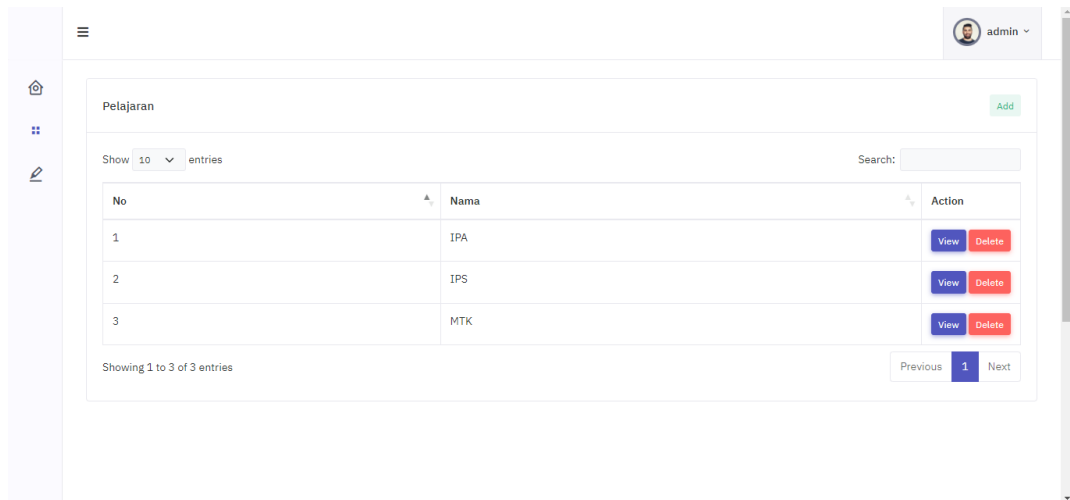 admin
Pelajaran Add
Show 10 entries Search:
No Nama Action
1 IPA View Delete
2 IPS View Delete
3 MTK View Delete
Showing 1 to 3 of 3 entries Previous 1 Next